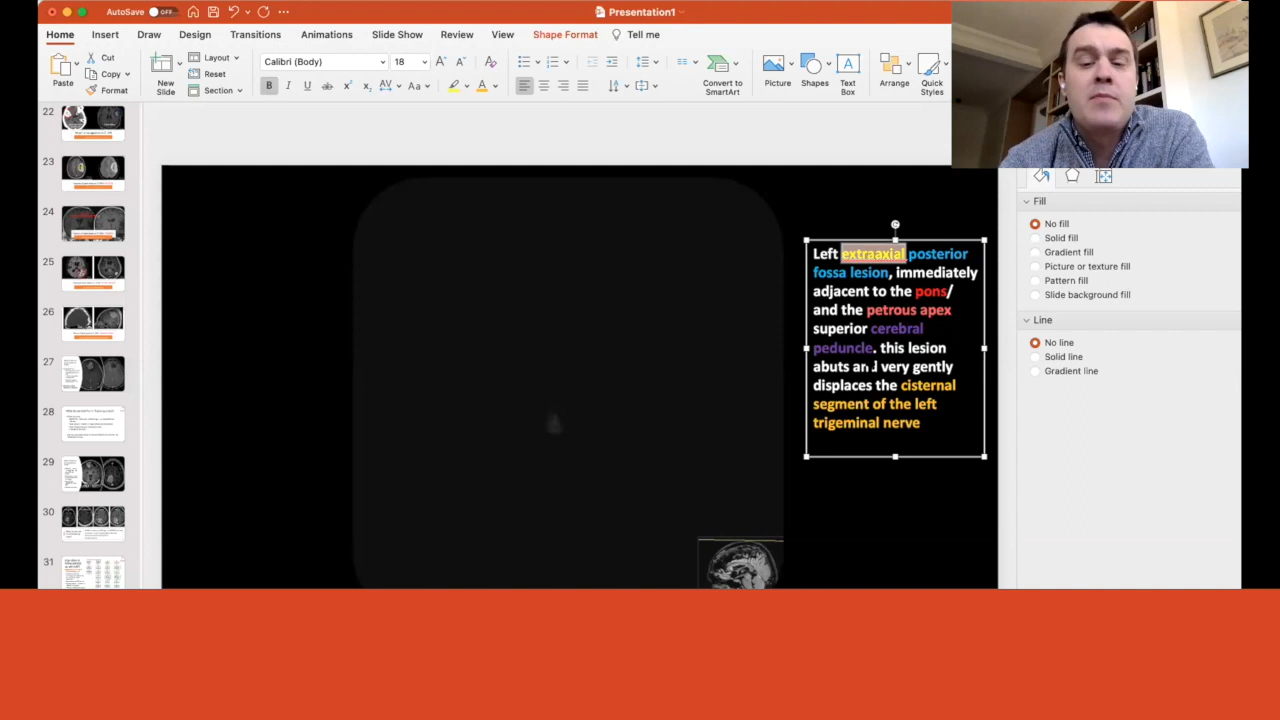 AutoSave OFF
Presentation1
Home Insert Draw Design Transitions Animations Slide Show Review View Shape Format Tell me
Paste
Cut
Copy
Format
New Slide
Layout
Reset
Section
Calibri (Body) 18
Convert to SmartArt
Picture
Shapes
Text Box
Arrange
Quick Styles
22
23
24
25
26
27
28
29
30
31
Left extraaxial posterior
fossa lesion, immediately
adjacent to the pons/
and the petrous apex
superior cerebral
peduncle. this lesion
abuts and very gently
displaces the cisternal
segment of the left
trigeminal nerve
Fill
No fill
Solid fill
Gradient fill
Picture or texture fill
Pattern fill
Slide background fill
Line
No line
Solid line
Gradient line